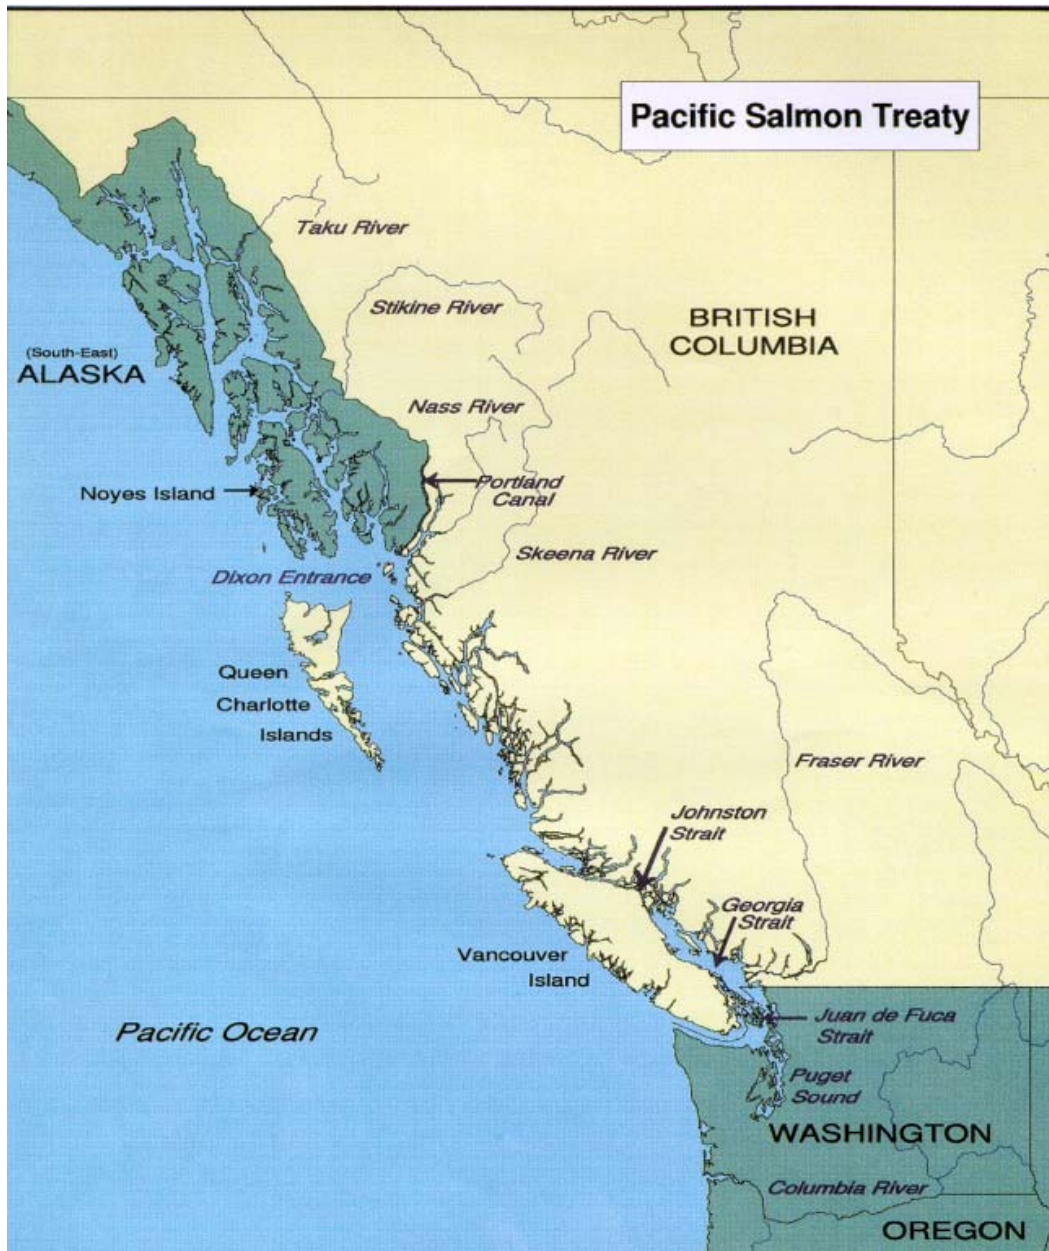 Pacific Salmon Treaty
Taku River
Stikine River
BRITISH
COLUMBIA
(South-East)
ALASKA
Nass River
Noyes Island
Portland
Canal
Skeena River
Dixon Entrance
Queen
Charlotte
Islands
Fraser River
Johnston
Strait
Georgia
Strait
Vancouver
Island
Pacific Ocean
Juan de Fuca
Strait
Puget
Sound
WASHINGTON
Columbia River
OREGON